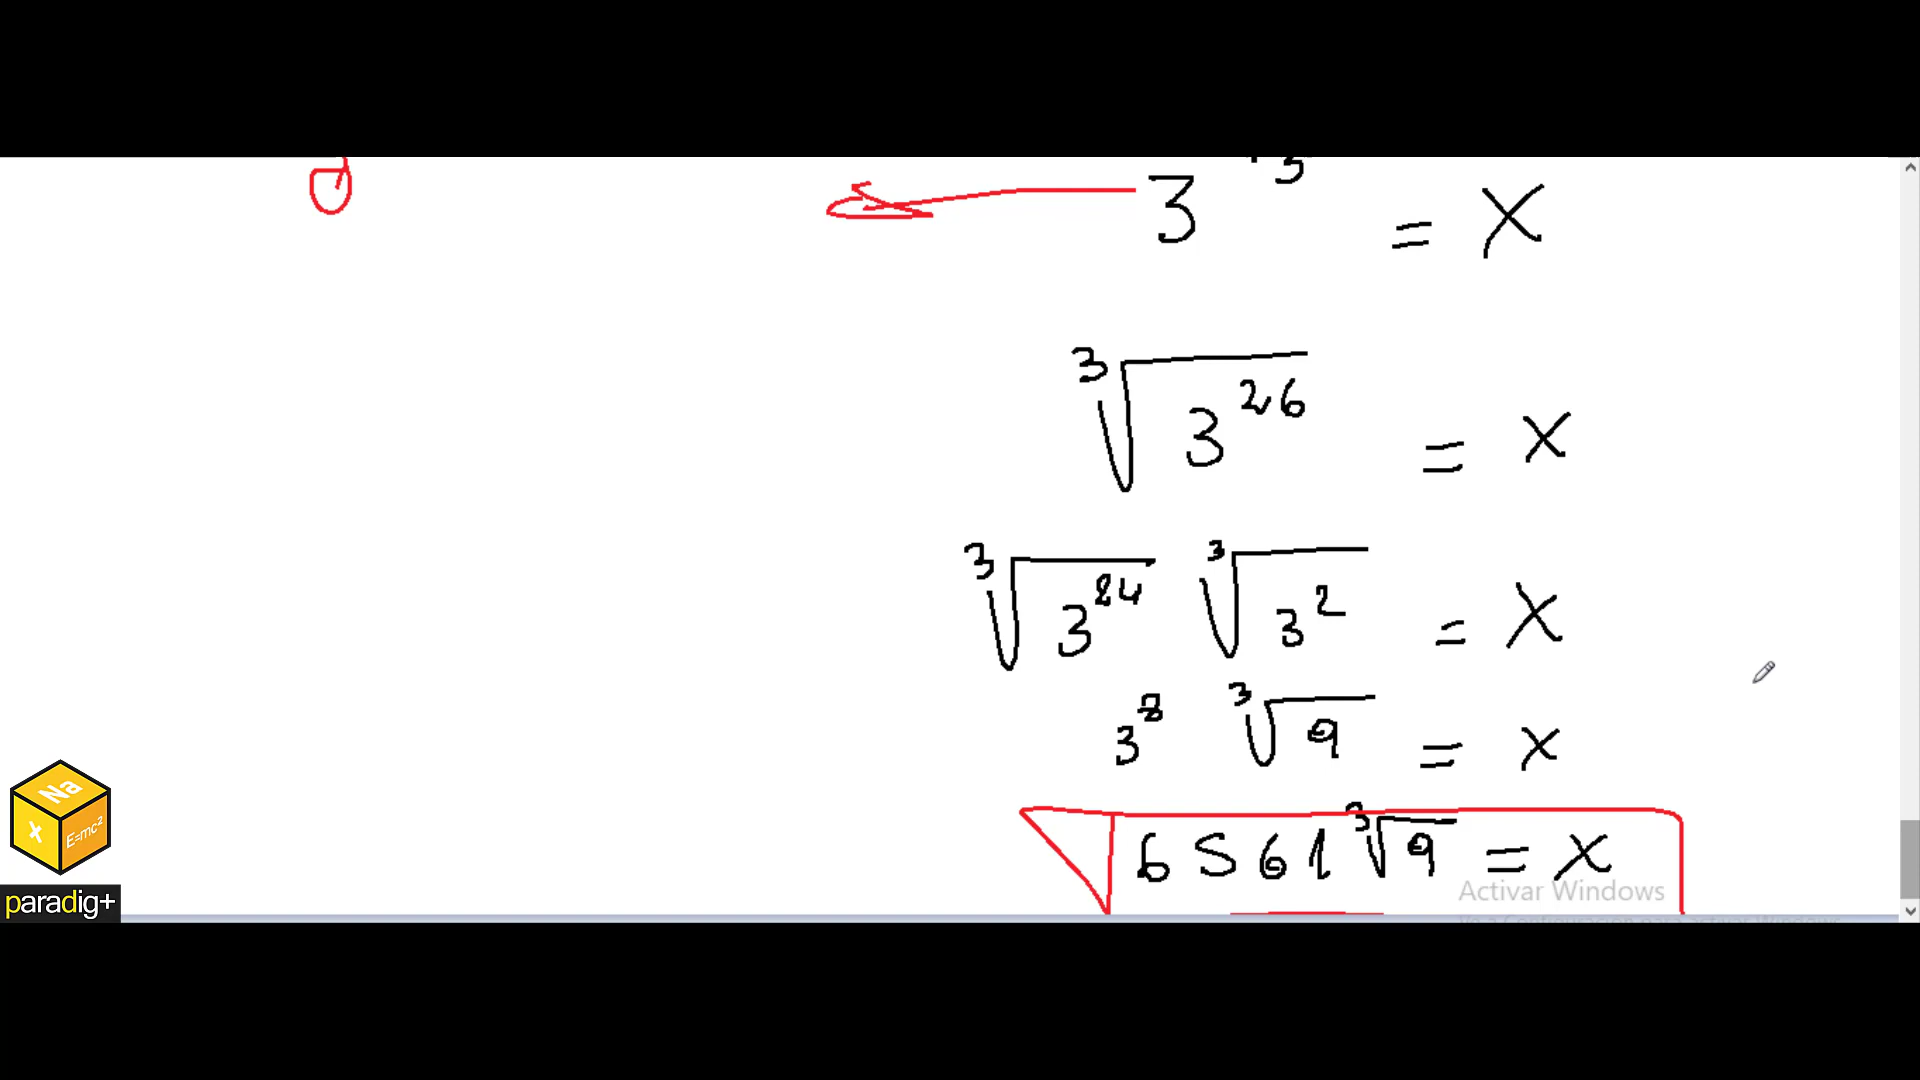 3 3 = X
3√3^26 = x
3√3^24 3√3^2 = X
3^8 3√9 = x
6561 3√9 = X
Activar Windows
Na
x E=mc²
paradig+